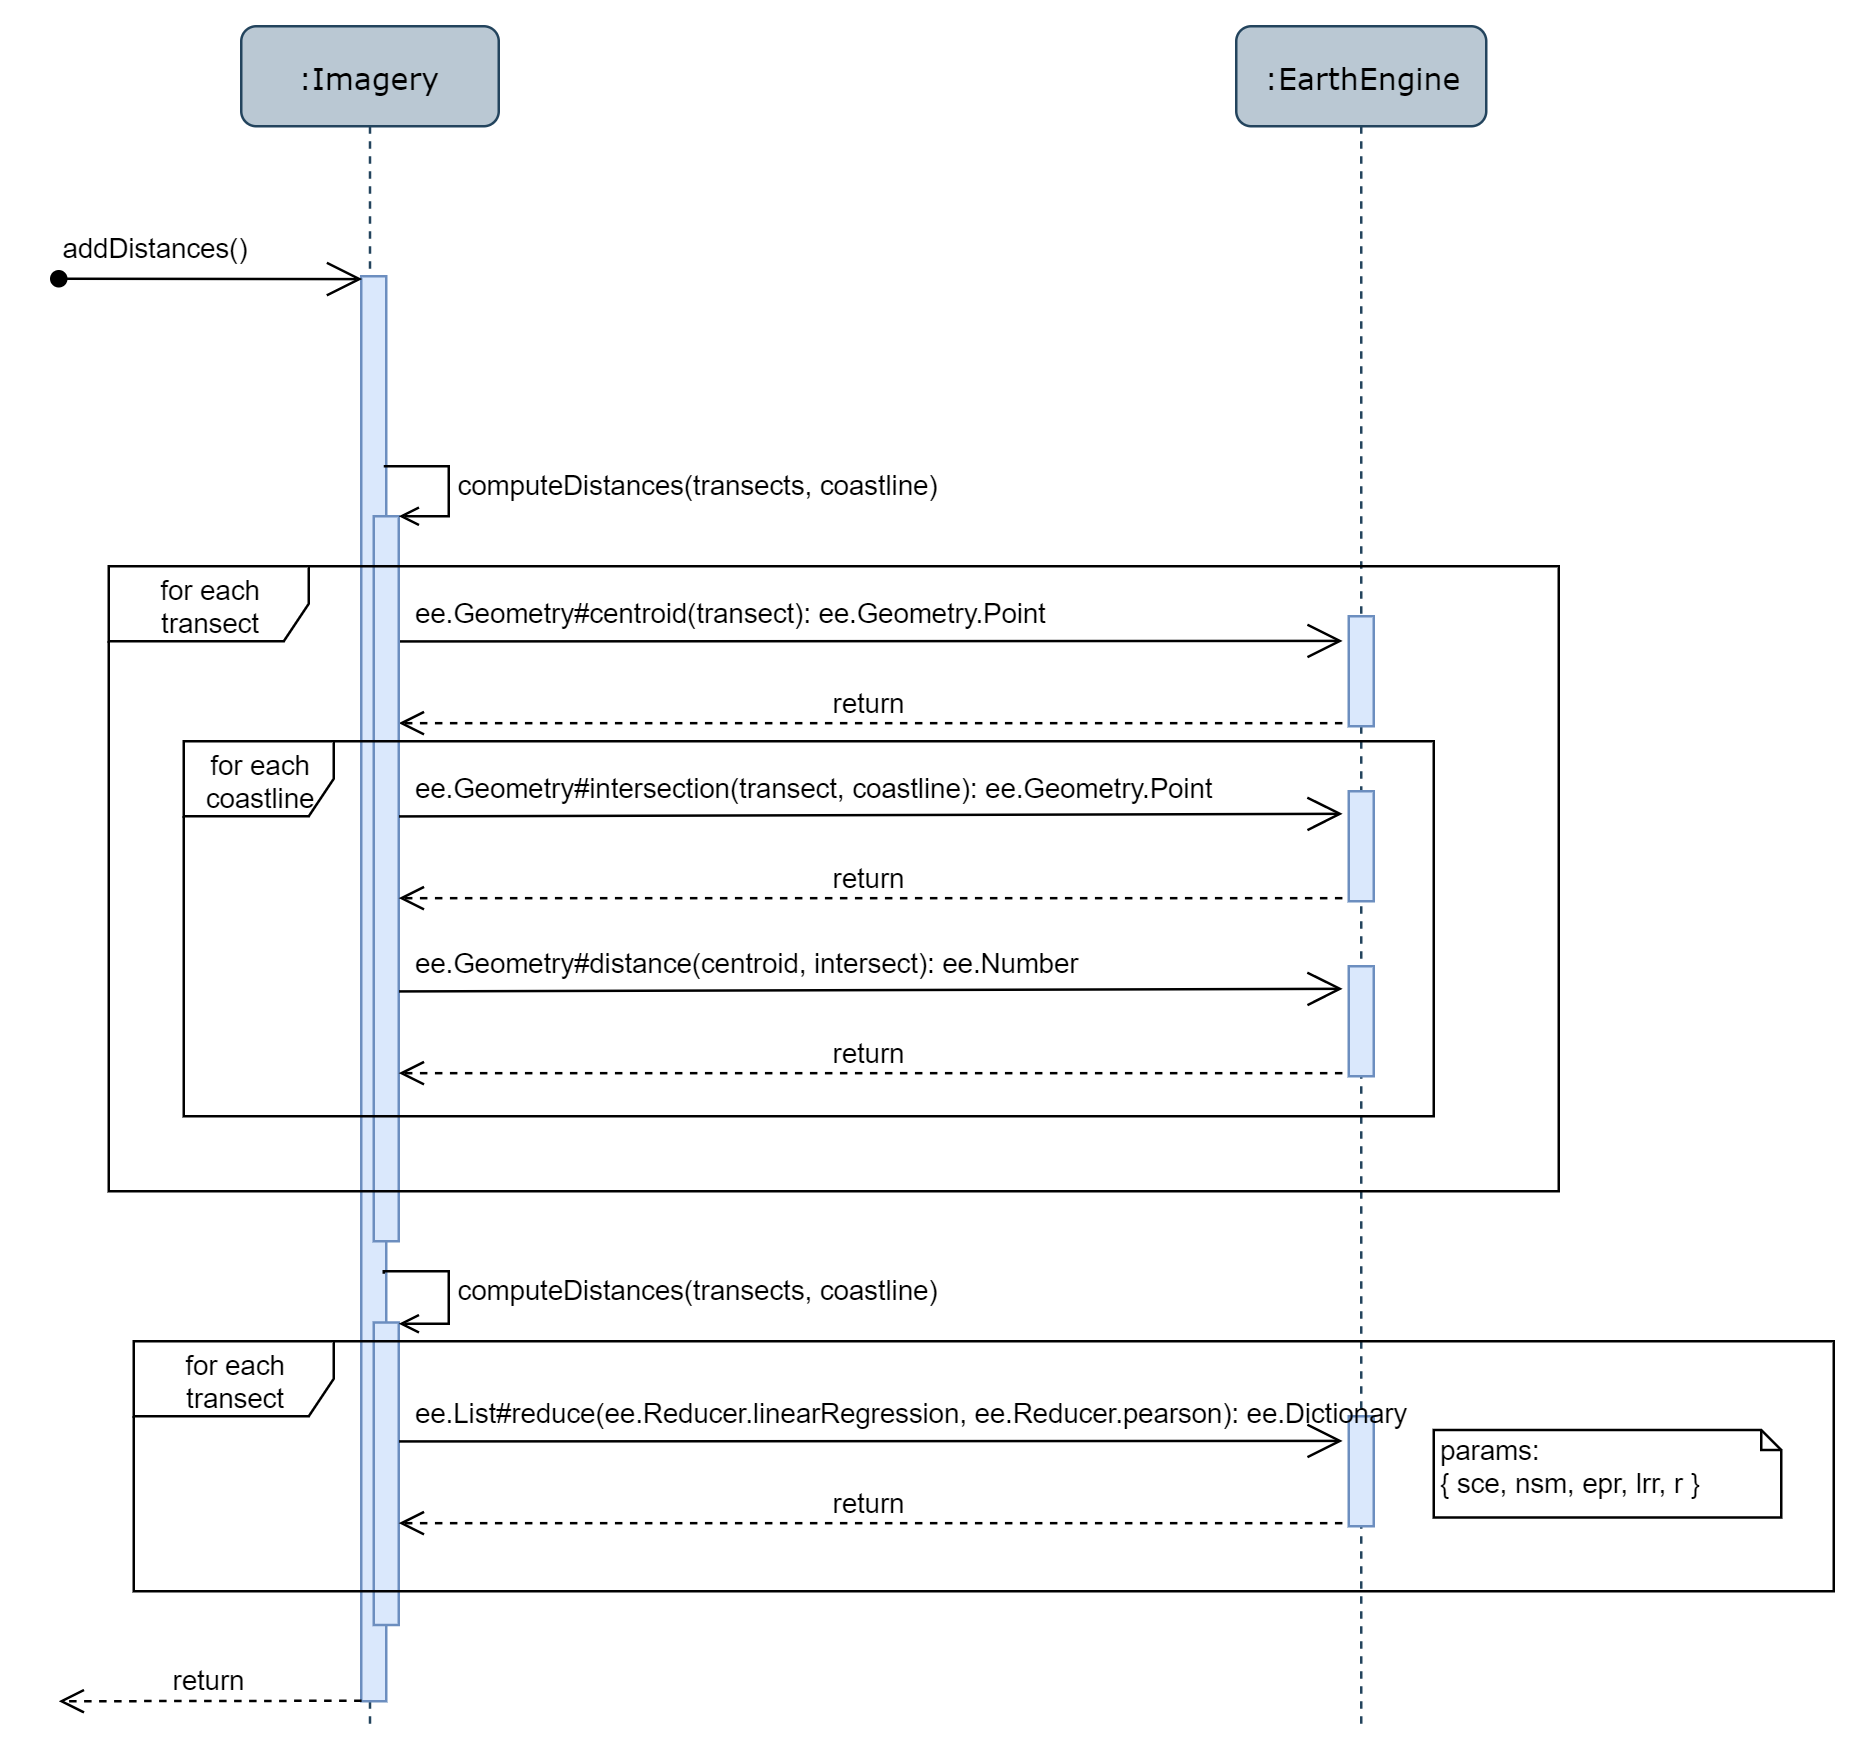 :Imagery
:EarthEngine
addDistances()
computeDistances(transects, coastline)
for each
transect
ee.Geometry#centroid(transect): ee.Geometry.Point
return
for each
coastline
ee.Geometry#intersection(transect, coastline): ee.Geometry.Point
return
ee.Geometry#distance(centroid, intersect): ee.Number
return
computeDistances(transects, coastline)
for each
transect
ee.List#reduce(ee.Reducer.linearRegression, ee.Reducer.pearson): ee.Dictionary
params:
{ sce, nsm, epr, lrr, r }
return
return